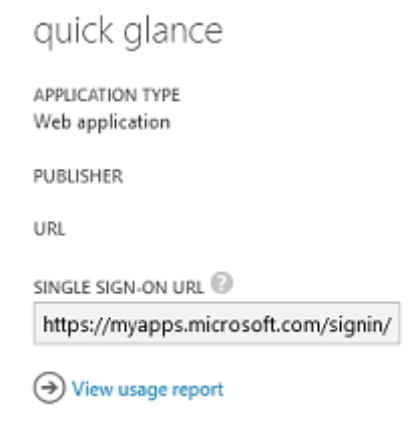 quick glance
APPLICATION TYPE
Web application
PUBLISHER
URL
SINGLE SIGN-ON URL ?
https://myapps.microsoft.com/signin/
View usage report